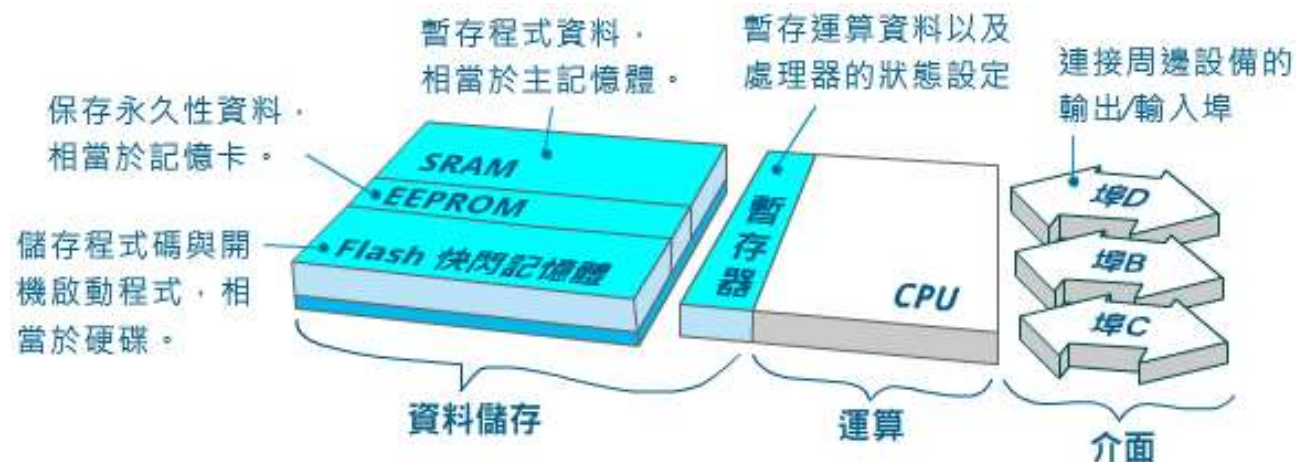 暫存程式資料，
相當於主記憶體。
暫存運算資料以及
處理器的狀態設定
連接周邊設備的
輸出/輸入埠
保存永久性資料，
相當於記憶卡。
儲存程式碼與開
機啟動程式，相
當於硬碟。
SRAM
EEPROM
Flash 快閃記憶體
暫存器
CPU
埠D
埠B
埠C
資料儲存
運算
介面